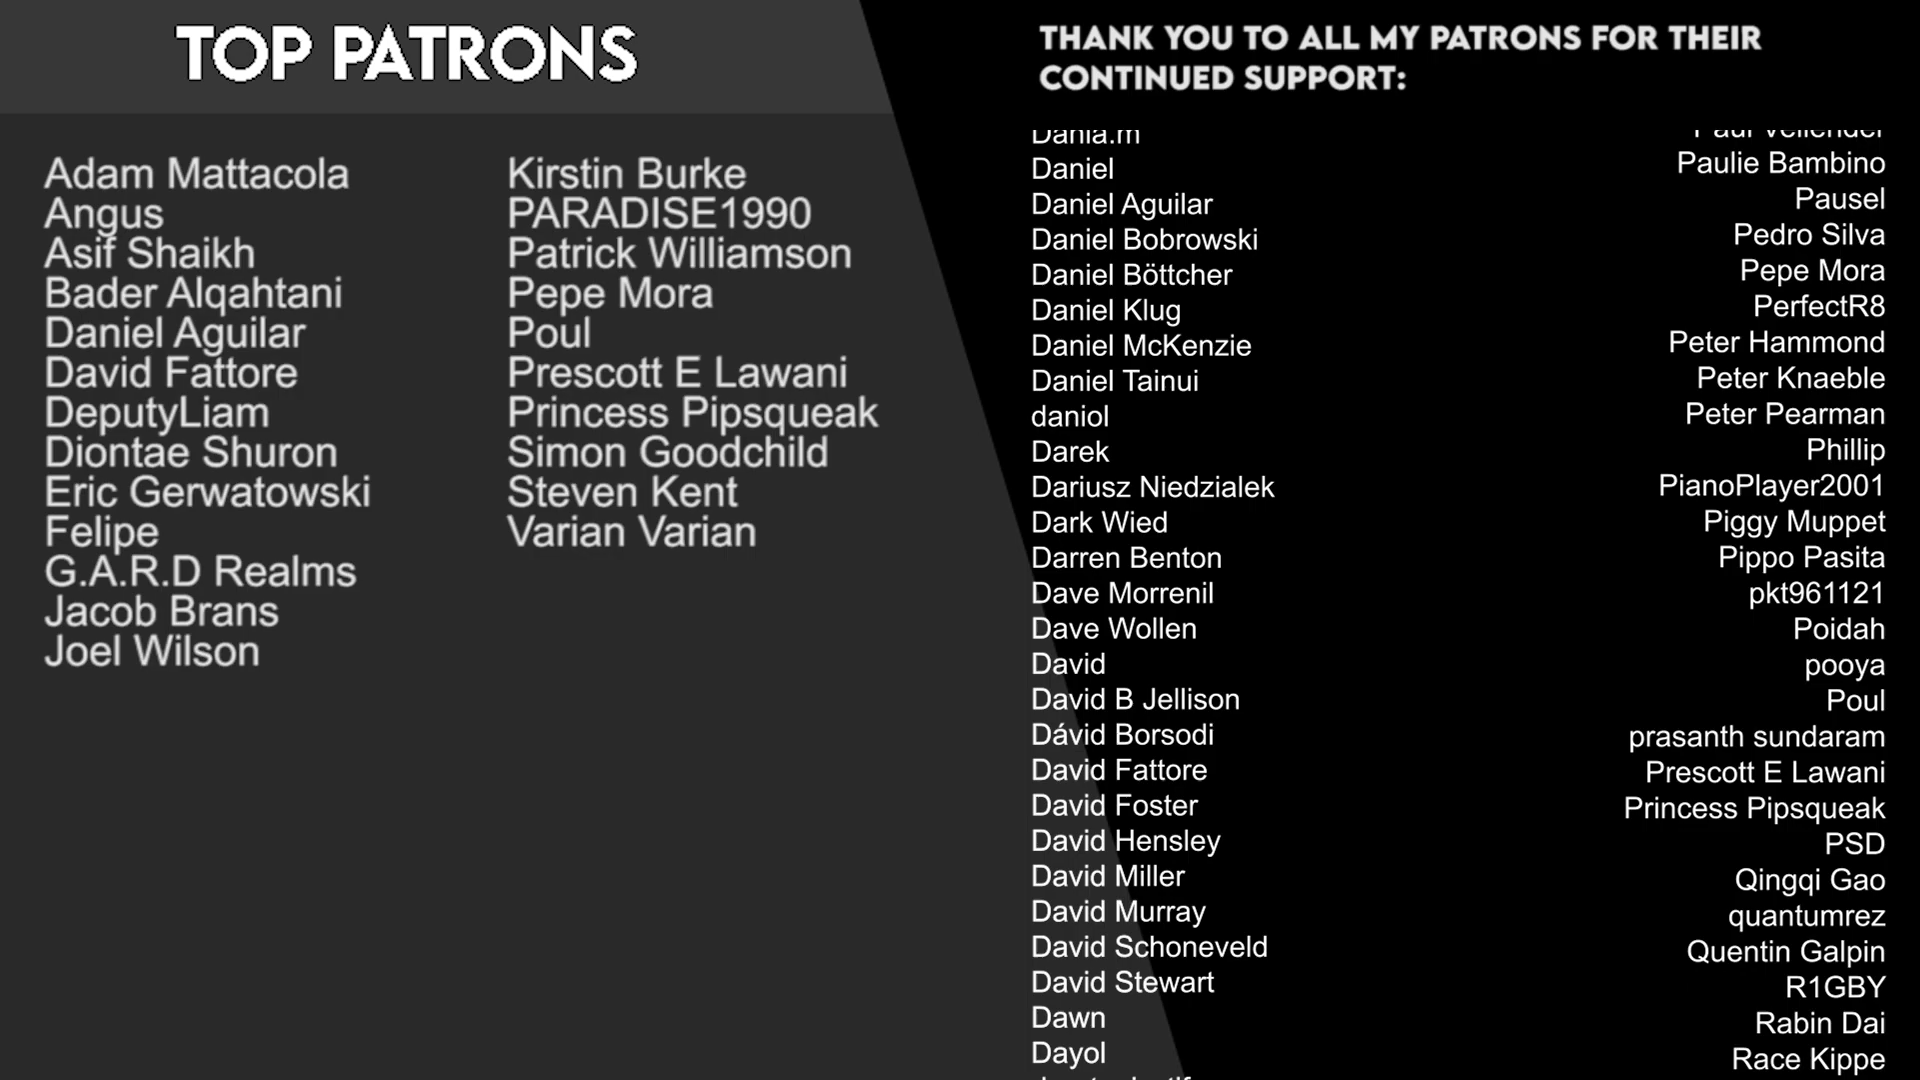 TOP PATRONS
Adam Mattacola
Angus
Asif Shaikh
Bader Alqahtani
Daniel Aguilar
David Fattore
DeputyLiam
Diontae Shuron
Eric Gerwatowski
Felipe
G.A.R.D Realms
Jacob Brans
Joel Wilson
Kirstin Burke
PARADISE1990
Patrick Williamson
Pepe Mora
Poul
Prescott E Lawani
Princess Pipsqueak
Simon Goodchild
Steven Kent
Varian Varian
THANK YOU TO ALL MY PATRONS FOR THEIR
CONTINUED SUPPORT:
Dania.m
Daniel
Daniel Aguilar
Daniel Bobrowski
Daniel Böttcher
Daniel Klug
Daniel McKenzie
Daniel Tainui
daniol
Darek
Dariusz Niedzialek
Dark Wied
Darren Benton
Dave Morrenil
Dave Wollen
David
David B Jellison
Dávid Borsodi
David Fattore
David Foster
David Hensley
David Miller
David Murray
David Schoneveld
David Stewart
Dawn
Dayol
Paulie Bambino
Pausel
Pedro Silva
Pepe Mora
PerfectR8
Peter Hammond
Peter Knaeble
Peter Pearman
Phillip
PianoPlayer2001
Piggy Muppet
Pippo Pasita
pkt961121
Poidah
pooya
Poul
prasanth sundaram
Prescott E Lawani
Princess Pipsqueak
PSD
Qingqi Gao
quantumrez
Quentin Galpin
R1GBY
Rabin Dai
Race Kippe